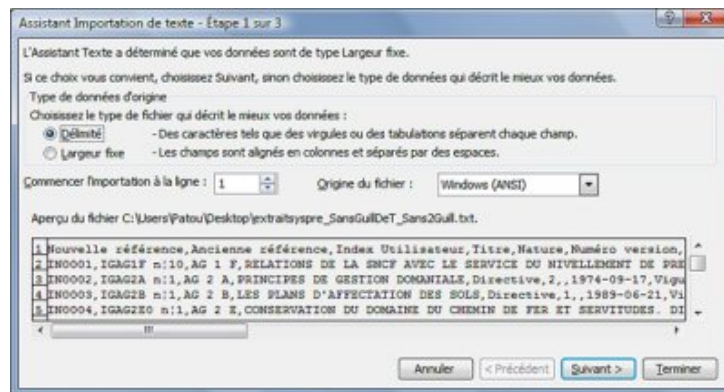 Assistant Importation de texte - Étape 1 sur 3
L'Assistant Texte a déterminé que vos données sont de type Largeur fixe.
Si ce choix vous convient, choisissez Suivant, sinon choisissez le type de données qui décrit le mieux vos données.
Type de données d'origine
Choisissez le type de fichier qui décrit le mieux vos données :
Délimité - Des caractères tels que des virgules ou des tabulations séparent chaque champ.
Largeur fixe - Les champs sont alignés en colonnes et séparés par des espaces.
Commencer l'importation à la ligne : 1 Origine du fichier : Windows (ANSI)
Aperçu du fichier C:\Users\Patou\Desktop\extraitsyspre_SansGuillDeT_Sans2Guill.txt.
1 Nouvelle référence,Ancienne référence,Index Utilisateur,Titre,Nature,Numéro version,
2 IN0001,IGAG1F n¦10,AG 1 F,RELATIONS DE LA SNCF AVEC LE SERVICE DU NIVELLEMENT DE PRE
3 IN0002,IGAG2A n¦1,AG 2 A,PRINCIPES DE GESTION DOMANIALE,Directive,2,,1974-09-17,Vigu
4 IN0003,IGAG2B n¦1,AG 2 B,LES PLANS D'AFFECTATION DES SOLS,Directive,1,,1989-06-21,Vi
5 IN0004,IGAG2E0 n¦1,AG 2 E,CONSERVATION DU DOMAINE DU CHEMIN DE FER ET SERVITUDES. DI
Annuler < Précédent Suivant > Terminer